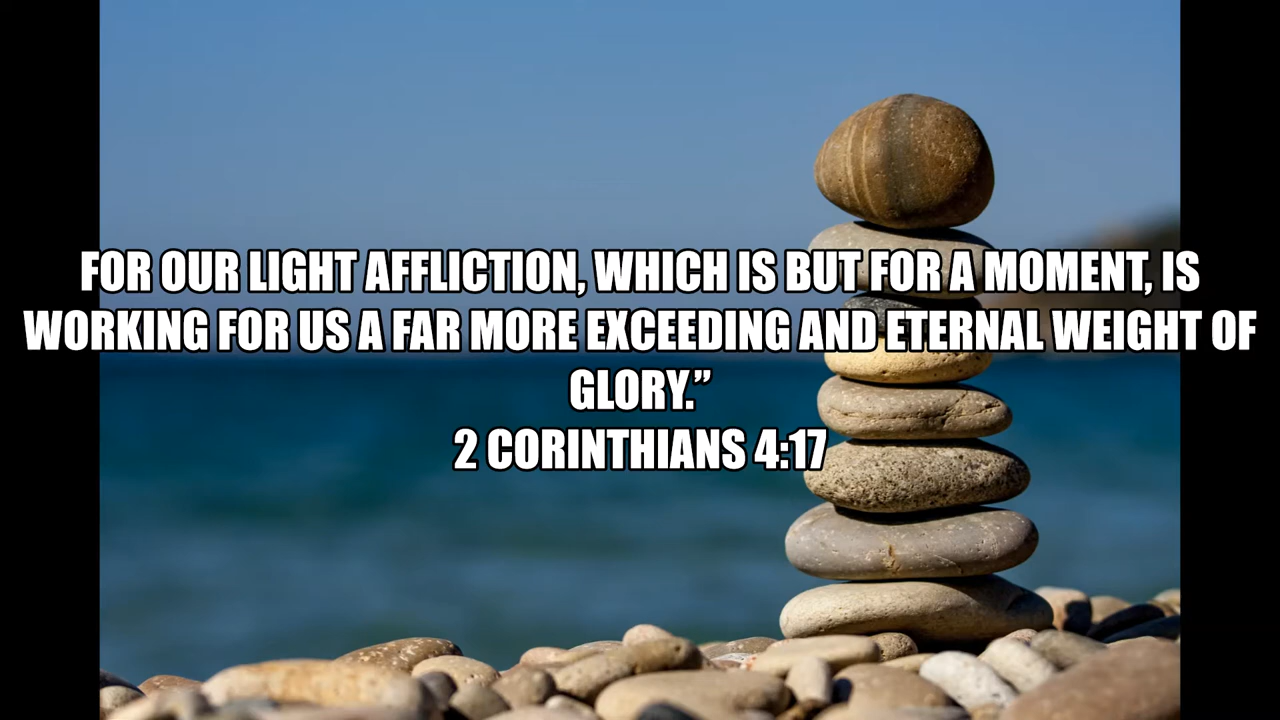 FOR OUR LIGHT AFFLICTION, WHICH IS BUT FOR A MOMENT, IS
WORKING FOR US A FAR MORE EXCEEDING AND ETERNAL WEIGHT OF
GLORY.”
2 CORINTHIANS 4:17